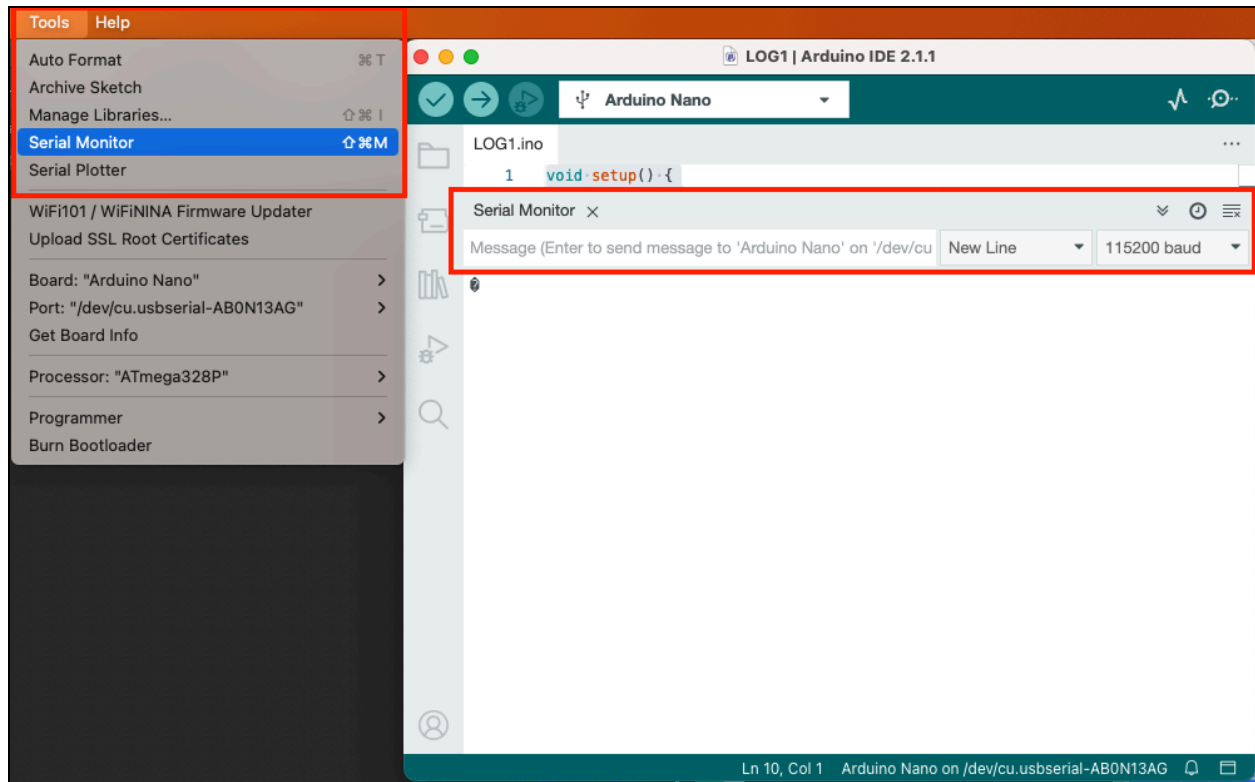 Tools Help
Auto Format ⌘ T
Archive Sketch
Manage Libraries... ⇧ ⌘ I
Serial Monitor ⇧ ⌘ M
Serial Plotter
WiFi101 / WiFiNINA Firmware Updater
Upload SSL Root Certificates
Board: "Arduino Nano"
Port: "/dev/cu.usbserial-AB0N13AG"
Get Board Info
Processor: "ATmega328P"
Programmer
Burn Bootloader
LOG1 | Arduino IDE 2.1.1
Arduino Nano
LOG1.ino
1 void setup() {
Serial Monitor
Message (Enter to send message to 'Arduino Nano' on '/dev/cu New Line 115200 baud
Ln 10, Col 1 Arduino Nano on /dev/cu.usbserial-AB0N13AG